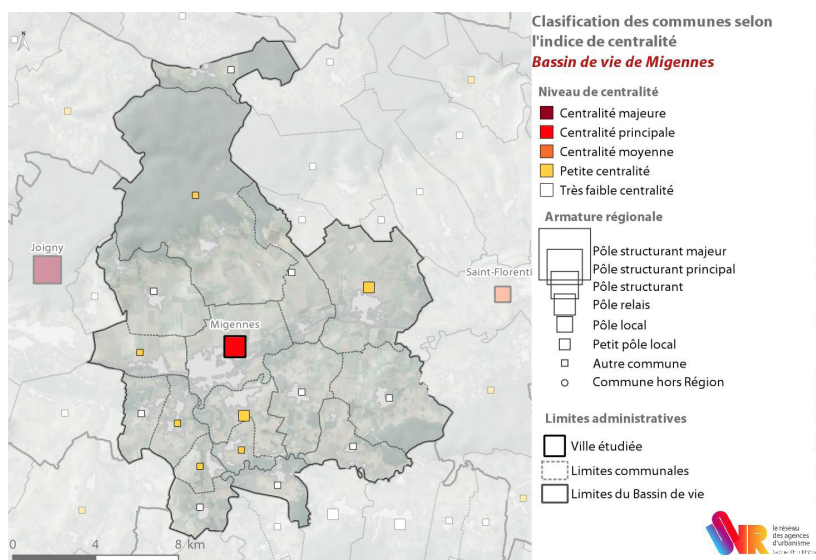 Clasification des communes selon
l'indice de centralité
Bassin de vie de Migennes
Niveau de centralité
Centralité majeure
Centralité principale
Centralité moyenne
Petite centralité
Très faible centralité
Armature régionale
Pôle structurant majeur
Pôle structurant principal
Pôle structurant
Pôle relais
Pôle local
Petit pôle local
Autre commune
Commune hors Région
Limites administratives
Ville étudiée
Limites communales
Limites du Bassin de vie
N
Joigny
Saint-Florenti
Migennes
0 4 8 km
le réseau
des agences
d'urbanisme